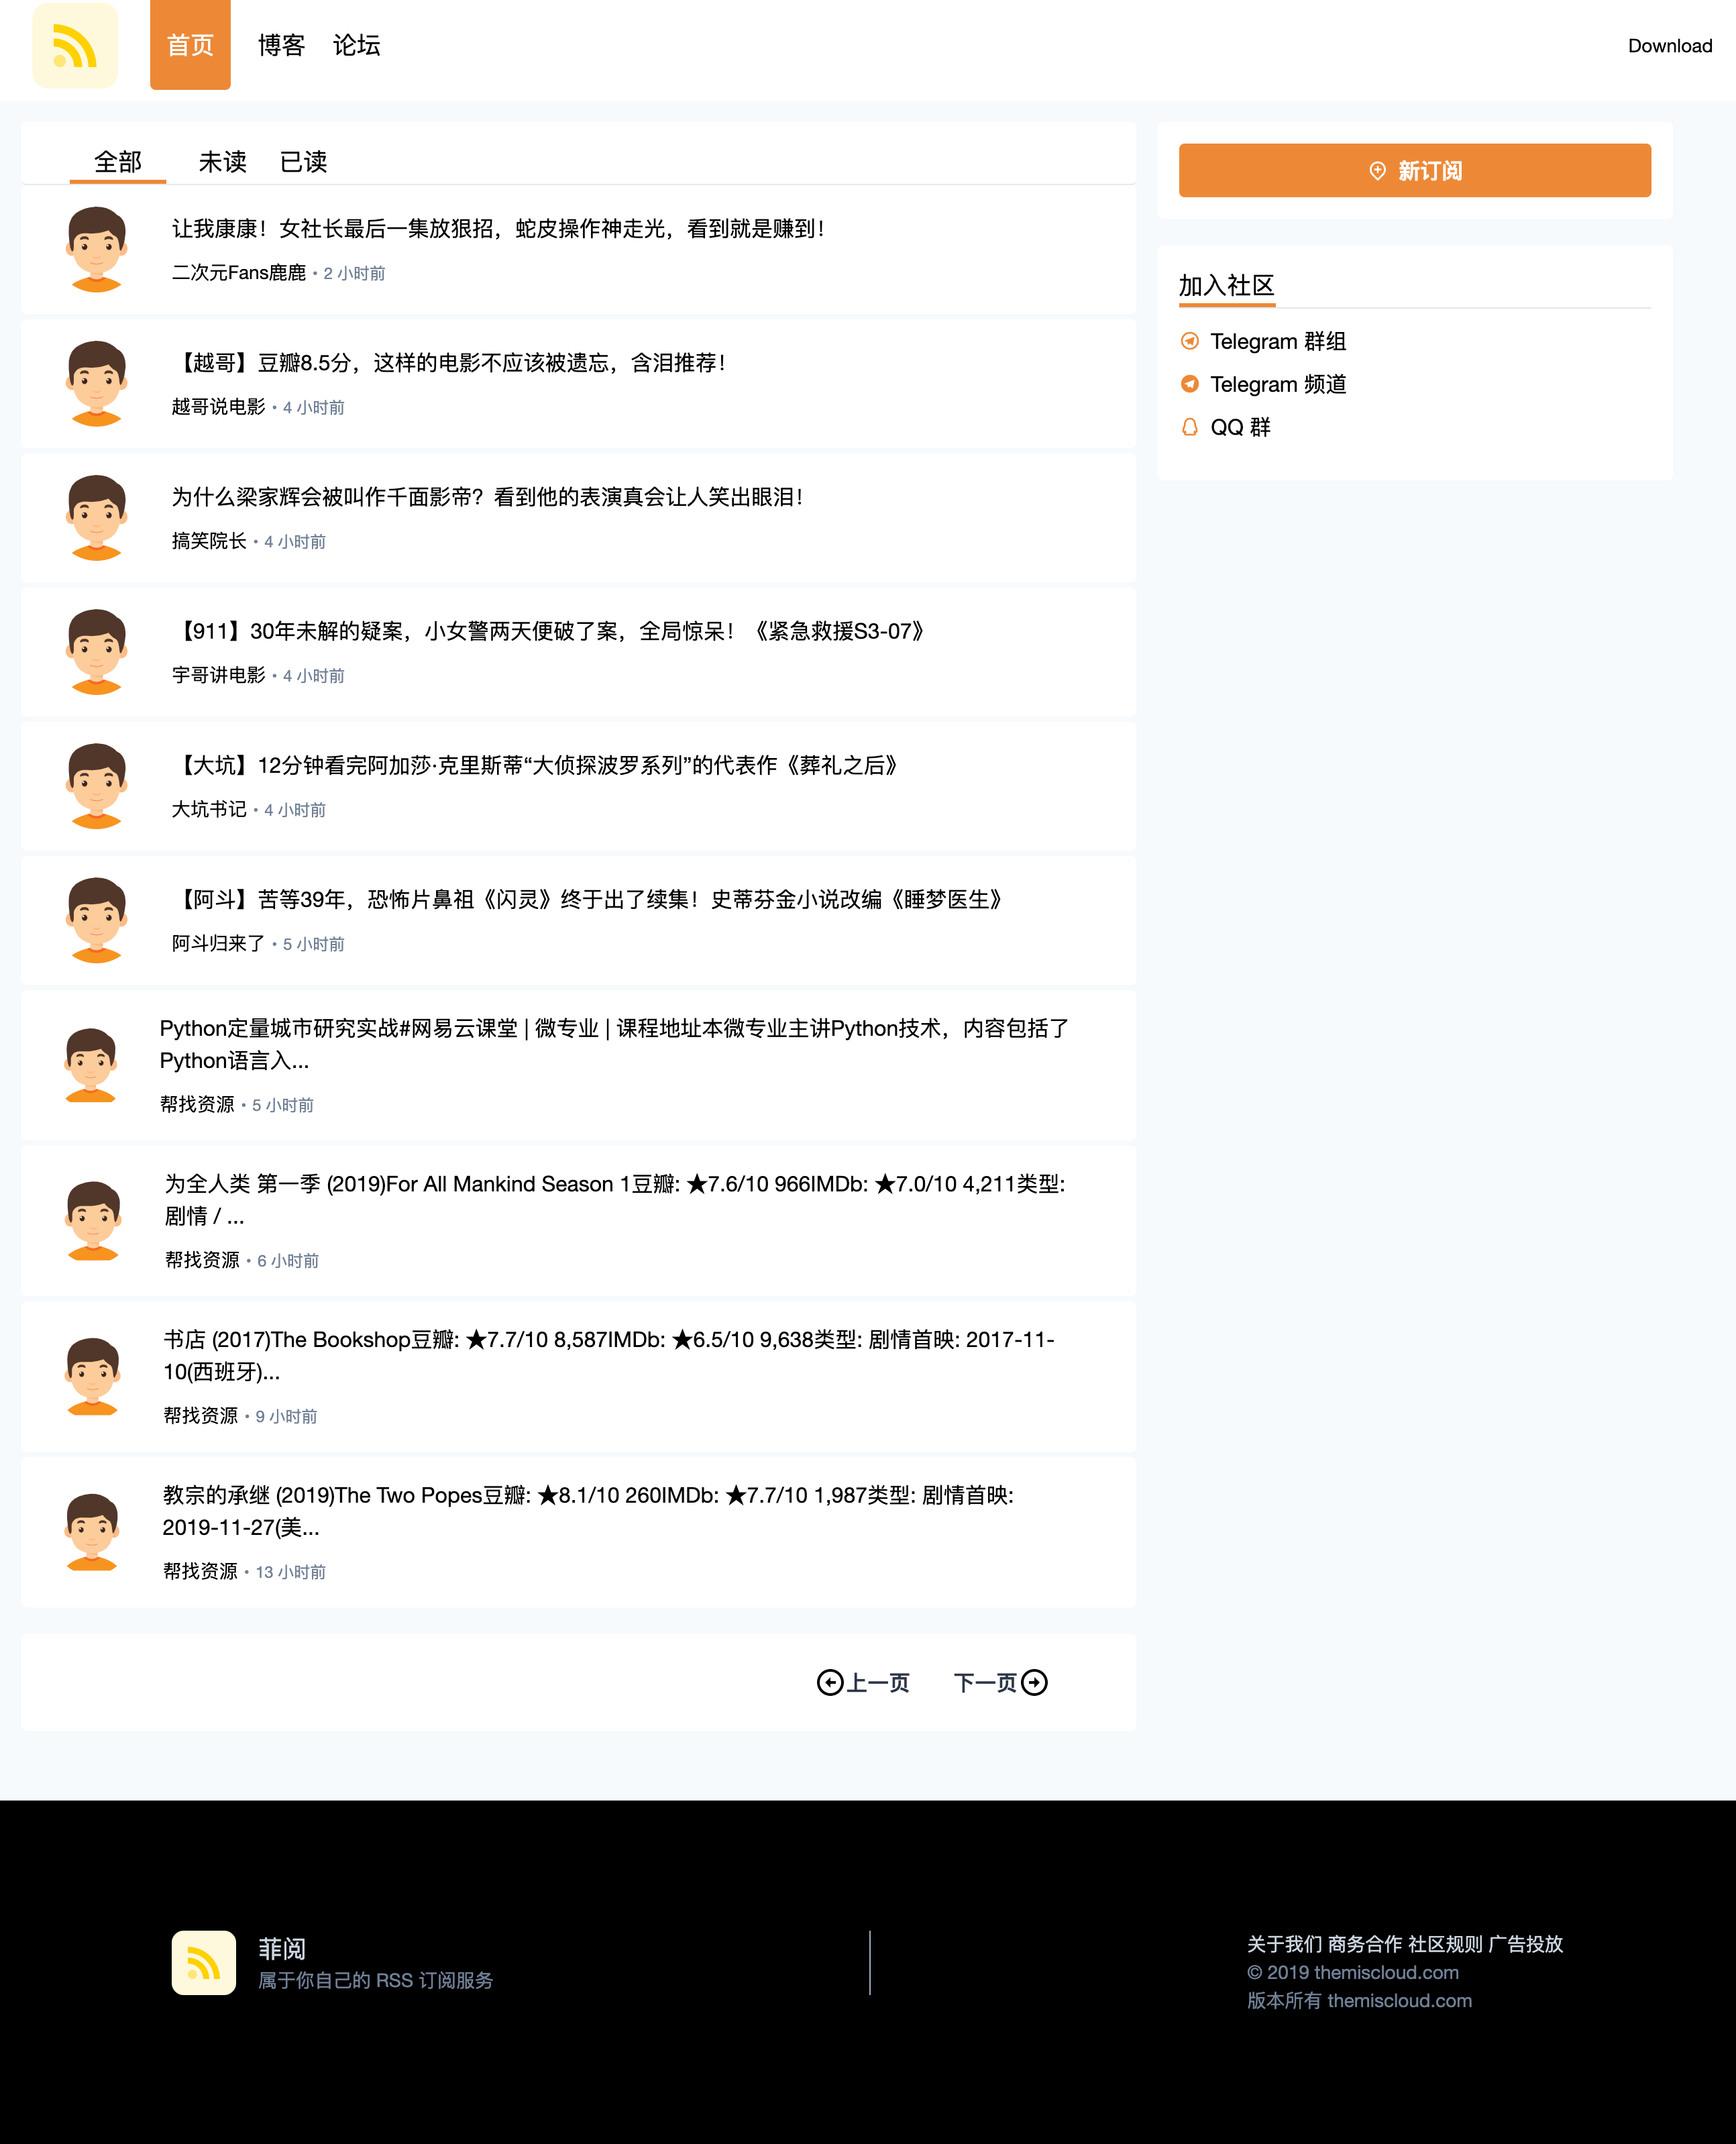 首页 博客 论坛 Download
全部 未读 已读
让我康康！女社长最后一集放狠招，蛇皮操作神走光，看到就是赚到！
二次元Fans鹿鹿 • 2 小时前
【越哥】豆瓣8.5分，这样的电影不应该被遗忘，含泪推荐！
越哥说电影 • 4 小时前
为什么梁家辉会被叫作千面影帝？看到他的表演真会让人笑出眼泪！
搞笑院长 • 4 小时前
【911】30年未解的疑案，小女警两天便破了案，全局惊呆！《紧急救援S3-07》
宇哥讲电影 • 4 小时前
【大坑】12分钟看完阿加莎·克里斯蒂“大侦探波罗系列”的代表作《葬礼之后》
大坑书记 • 4 小时前
【阿斗】苦等39年，恐怖片鼻祖《闪灵》终于出了续集！史蒂芬金小说改编《睡梦医生》
阿斗归来了 • 5 小时前
Python定量城市研究实战#网易云课堂 | 微专业 | 课程地址本微专业主讲Python技术，内容包括了
Python语言入...
帮找资源 • 5 小时前
为全人类 第一季 (2019)For All Mankind Season 1豆瓣: ★7.6/10 966IMDb: ★7.0/10 4,211类型:
剧情 / ...
帮找资源 • 6 小时前
书店 (2017)The Bookshop豆瓣: ★7.7/10 8,587IMDb: ★6.5/10 9,638类型: 剧情首映: 2017-11-
10(西班牙)...
帮找资源 • 9 小时前
教宗的承继 (2019)The Two Popes豆瓣: ★8.1/10 260IMDb: ★7.7/10 1,987类型: 剧情首映:
2019-11-27(美...
帮找资源 • 13 小时前
上一页 下一页
新订阅
加入社区
Telegram 群组
Telegram 频道
QQ 群
菲阅
属于你自己的 RSS 订阅服务
关于我们 商务合作 社区规则 广告投放
© 2019 themiscloud.com
版本所有 themiscloud.com